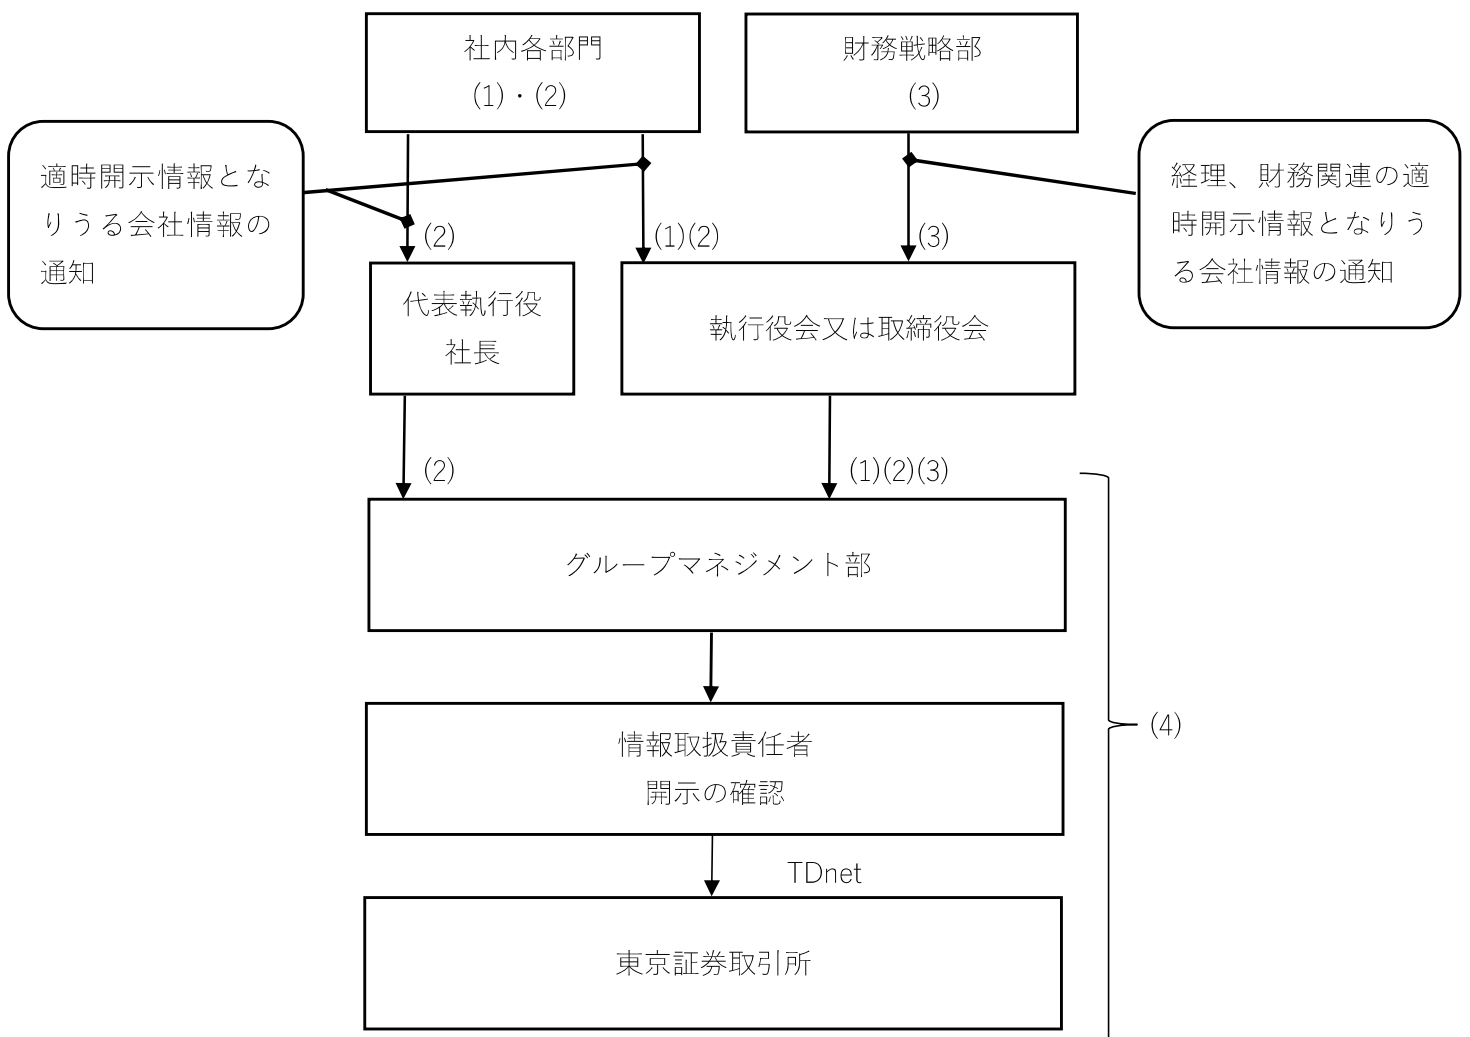 社内各部門
(1)・(2)
財務戦略部
(3)
適時開示情報とな
りうる会社情報の
通知
経理、財務関連の適
時開示情報となりう
る会社情報の通知
(2)
(1)(2)
(3)
代表執行役
社長
執行役会又は取締役会
(2)
(1)(2)(3)
グループマネジメント部
情報取扱責任者
開示の確認
(4)
TDnet
東京証券取引所